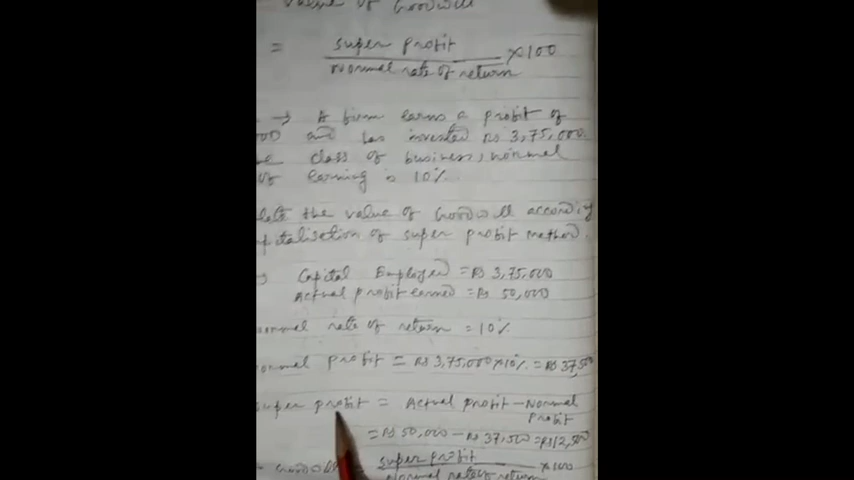 value of Goodwill
= super profit
Normal rate of return ×100
→ A firm earns a profit of
and has invested Rs 3,75,000
class of business, normal
of earning is 10%.
the value of Goodwill according
of super profit method.
Capital Employed = Rs 3,75,000
Actual profit earned = Rs 50,000
rate of return = 10%
profit = Rs 3,75,000×10% = Rs 37,500
super profit = Actual profit - Normal
profit
= Rs 50,000 - Rs 37,500 = Rs 12,500
super profit ×100
Normal rate of return